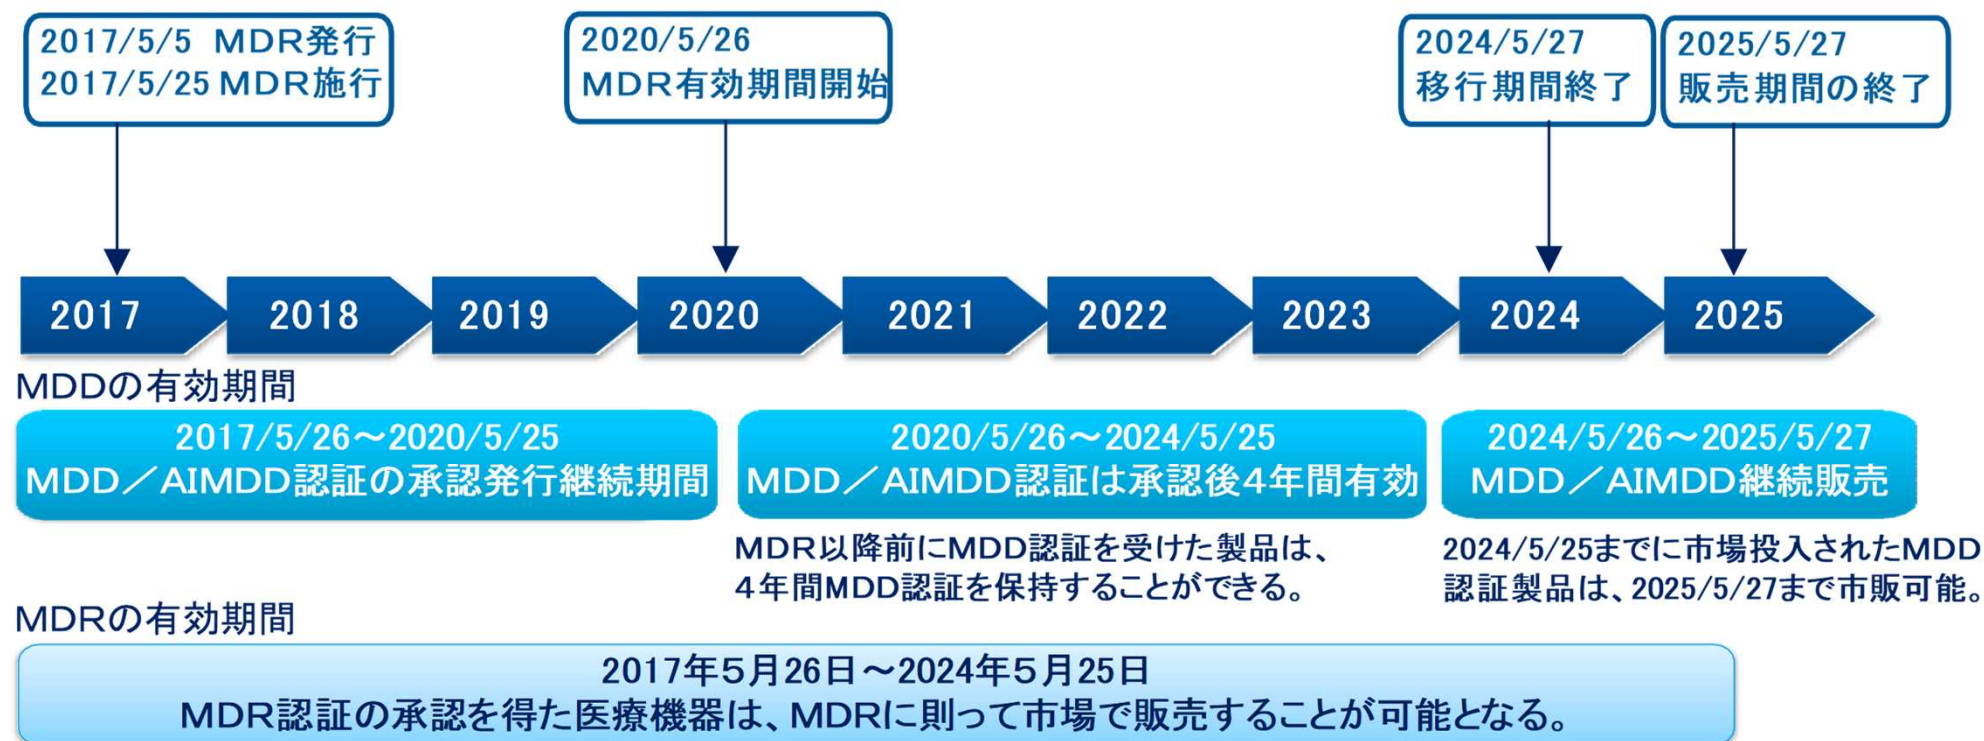 2017/5/5 MDR発行
2017/5/25 MDR施行
2020/5/26
MDR有効期間開始
2024/5/27
移行期間終了
2025/5/27
販売期間の終了
2017
2018
2019
2020
2021
2022
2023
2024
2025
MDDの有効期間
2017/5/26～2020/5/25
MDD／AIMDD認証の承認発行継続期間
2020/5/26～2024/5/25
MDD／AIMDD認証は承認後4年間有効
2024/5/26～2025/5/27
MDD／AIMDD継続販売
MDR以降前にMDD認証を受けた製品は、
4年間MDD認証を保持することができる。
2024/5/25までに市場投入されたMDD
認証製品は、2025/5/27まで市販可能。
MDRの有効期間
2017年5月26日～2024年5月25日
MDR認証の承認を得た医療機器は、MDRに則って市場で販売することが可能となる。